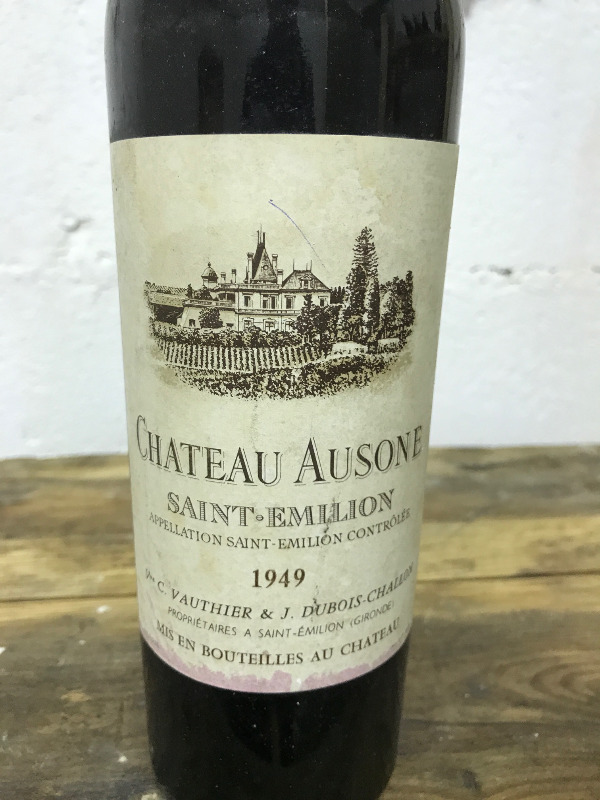 CHATEAU AUSONE
SAINT-EMILION
APPELLATION SAINT-EMILION CONTRÔLÉE
1949
Vve C. VAUTHIER & J. DUBOIS-CHALLON
PROPRIÉTAIRES A SAINT-ÉMILION (GIRONDE)
MIS EN BOUTEILLES AU CHATEAU